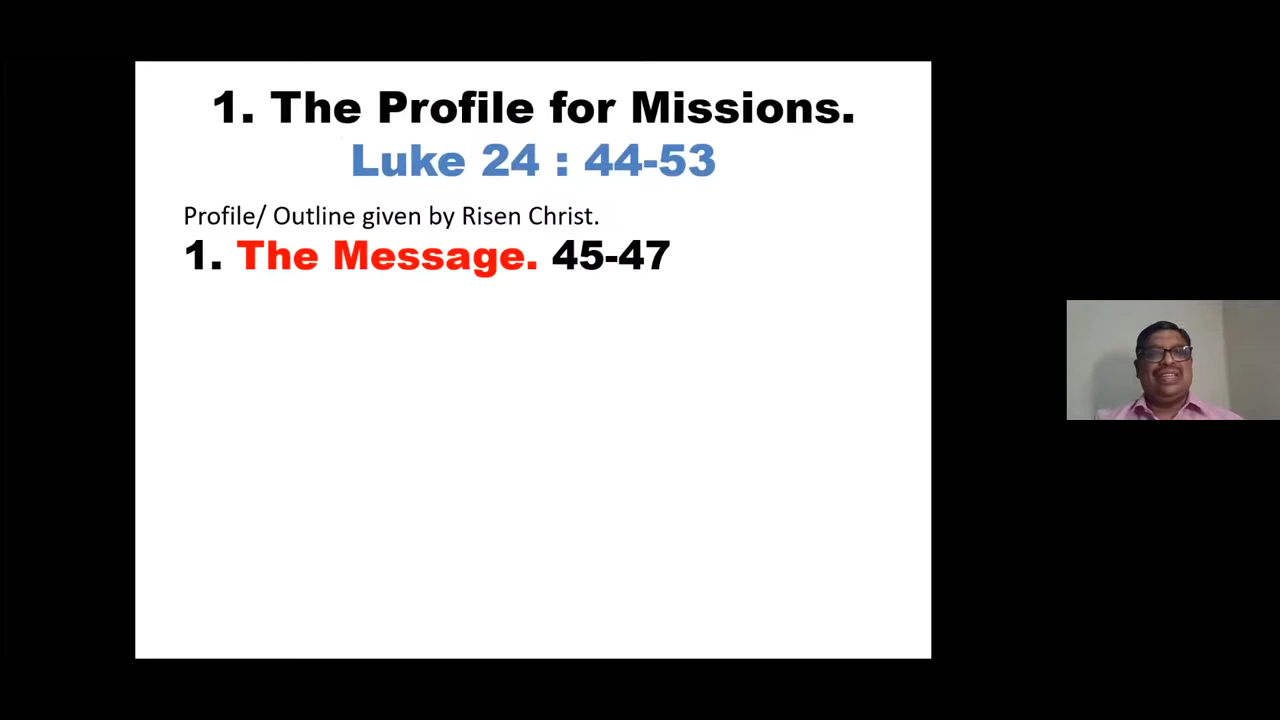 1. The Profile for Missions.
Luke 24 : 44-53
Profile/ Outline given by Risen Christ.
1. The Message. 45-47